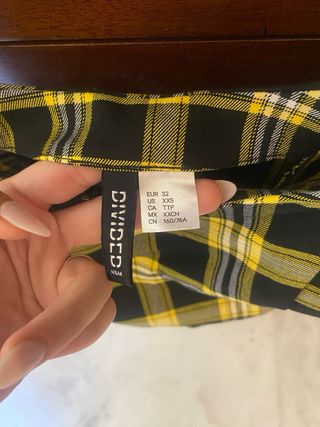 DIVIDED
H&M
EUR 32
US XXS
CA TTP
MX XXCH
CN 160/76A